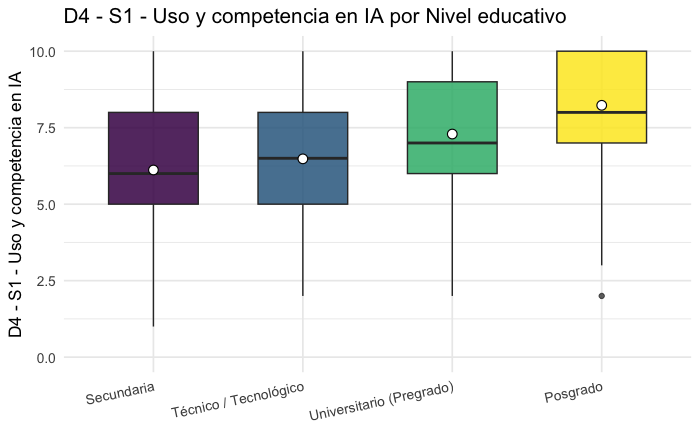 D4 - S1 - Uso y competencia en IA por Nivel educativo
D4 - S1 - Uso y competencia en IA
10.0
7.5
5.0
2.5
0.0
Secundaria
Técnico / Tecnológico
Universitario (Pregrado)
Posgrado